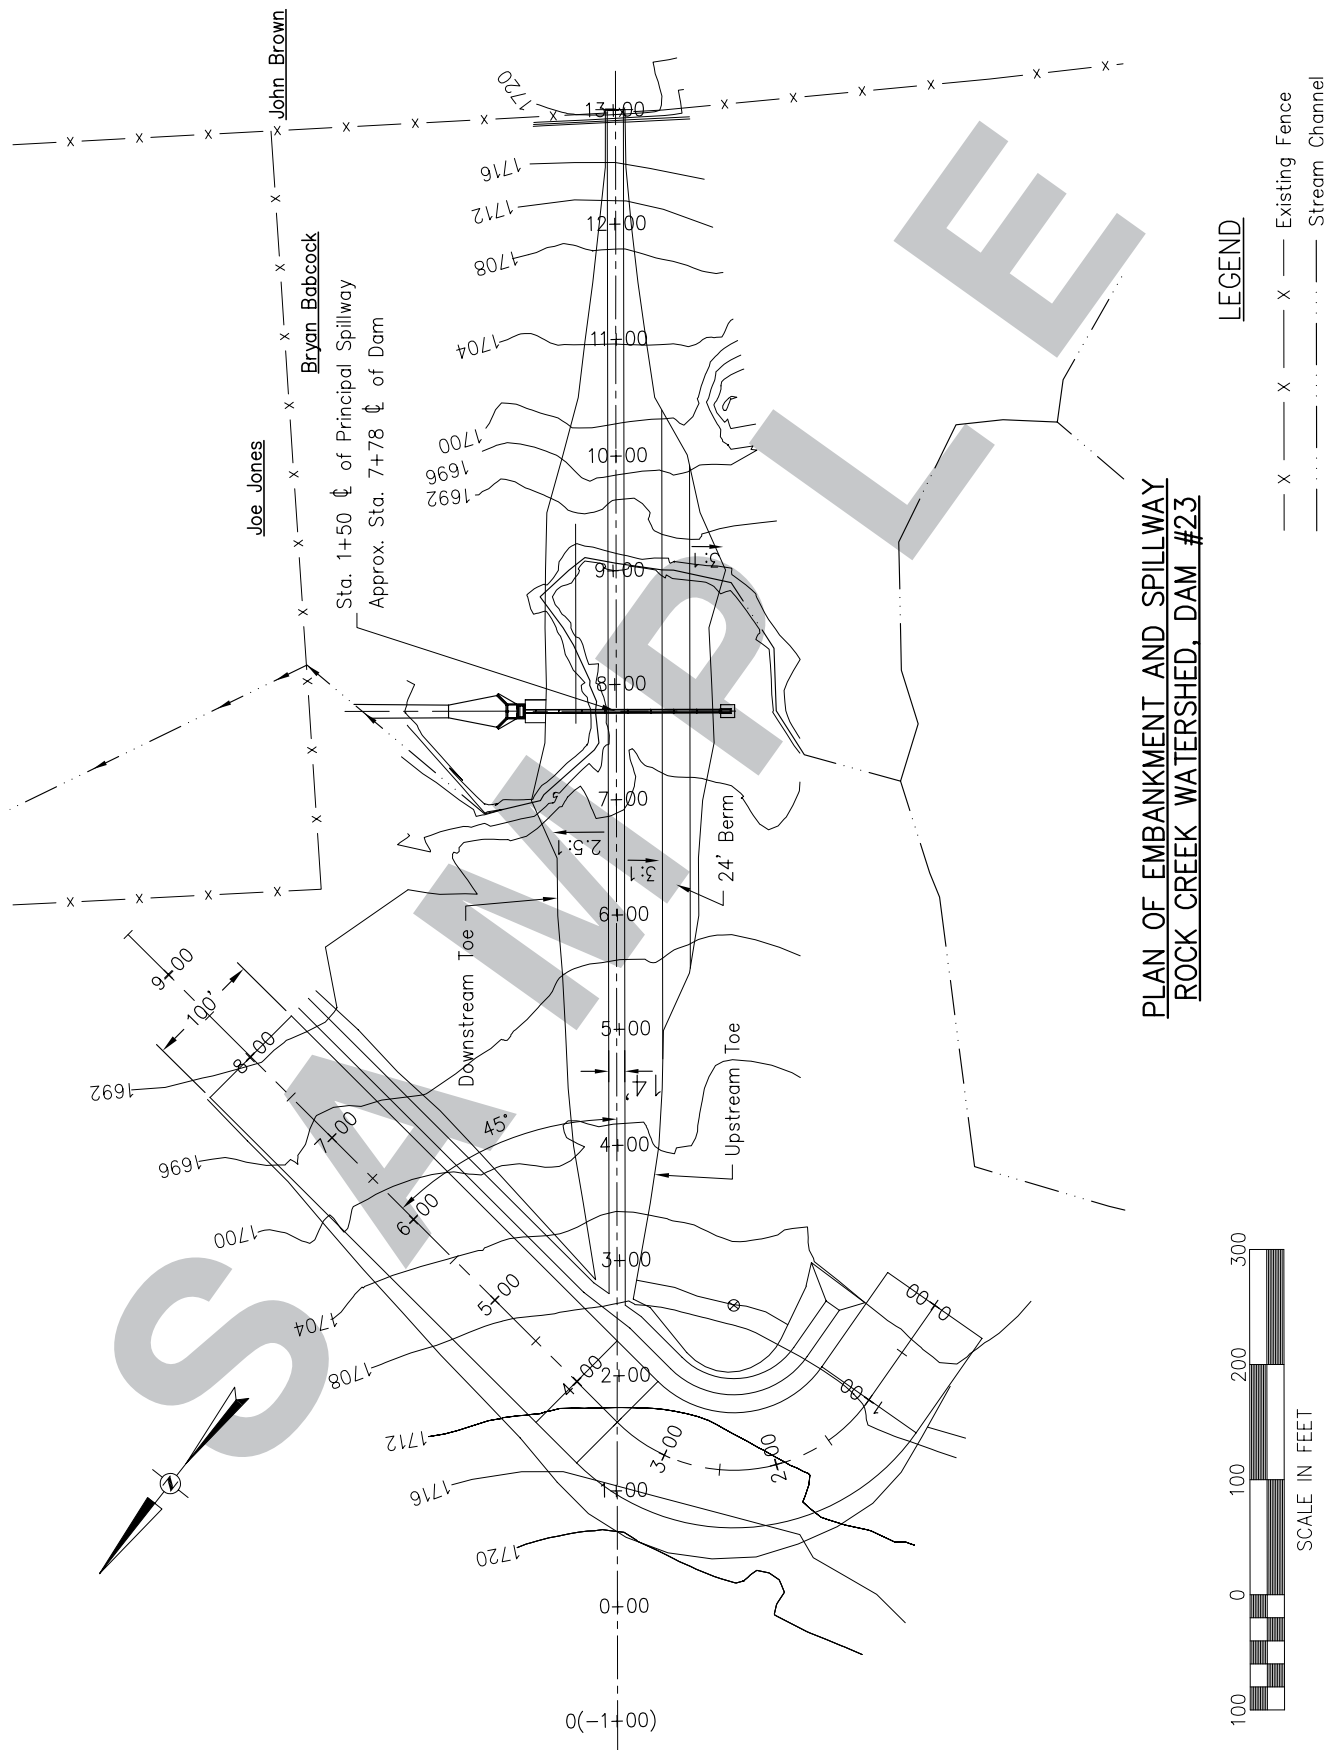 John Brown
Bryan Babcock
Joe Jones
Sta. 1+50 ℄ of Principal Spillway
Approx. Sta. 7+78 ℄ of Dam
1720
1716
1712
1708
1704
1700
1696
1692
13+00
12+00
11+00
10+00
9+00
8+00
7+00
6+00
5+00
4+00
3+00
2+00
1+00
0+00
0(-1+00)
3:1
2.5:1
3:1
24' Berm
Downstream Toe
Upstream Toe
14'
45°
100'
9+00
8+00
7+00
6+00
5+00
4+00
3+00
2+00
1+00
0+00
1692
1696
1700
1704
1708
1712
1716
1720
N
SAMPLE
PLAN OF EMBANKMENT AND SPILLWAY
ROCK CREEK WATERSHED, DAM #23
LEGEND
Existing Fence
Stream Channel
100 0 100 200 300
SCALE IN FEET